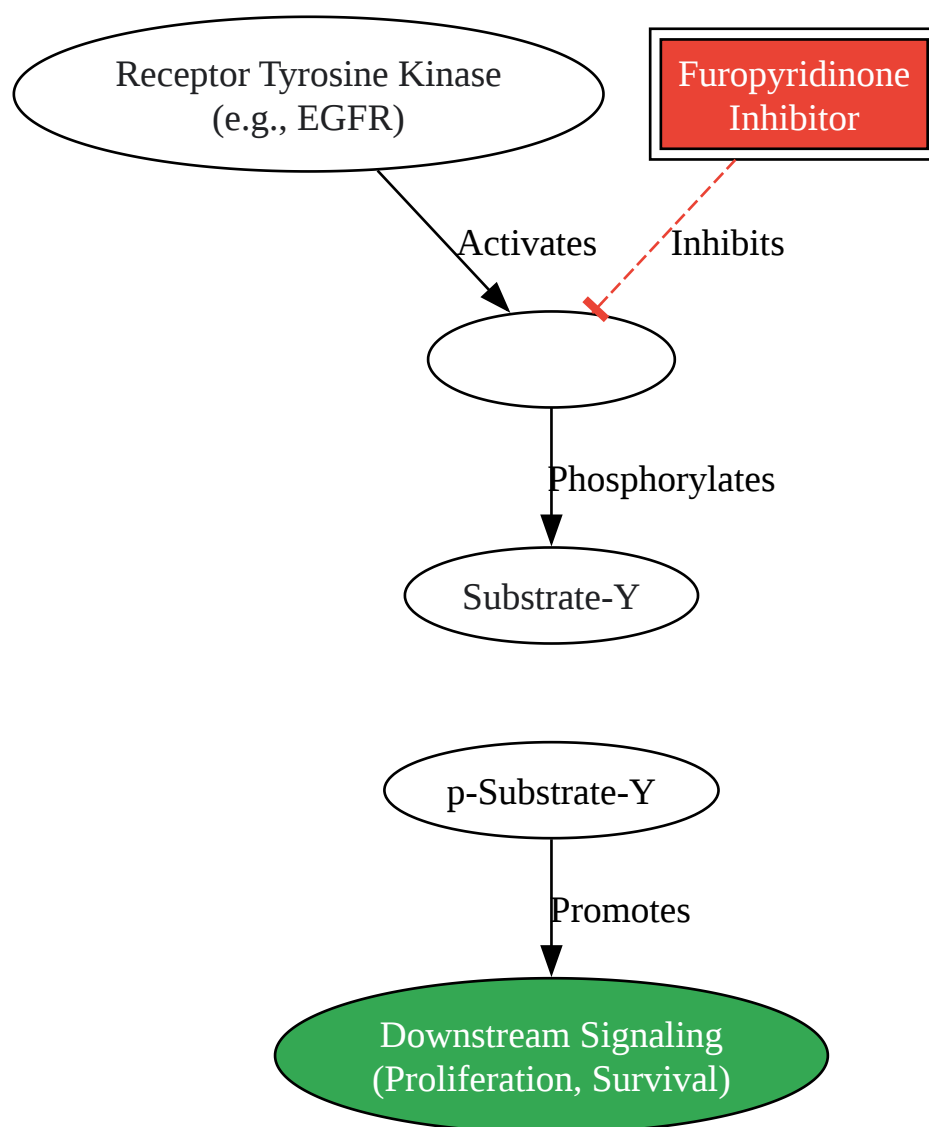 Receptor Tyrosine Kinase
(e.g., EGFR)
Furopyridinone
Inhibitor
Activates
Inhibits
Phosphorylates
Substrate-Y
p-Substrate-Y
Promotes
Downstream Signaling
(Proliferation, Survival)